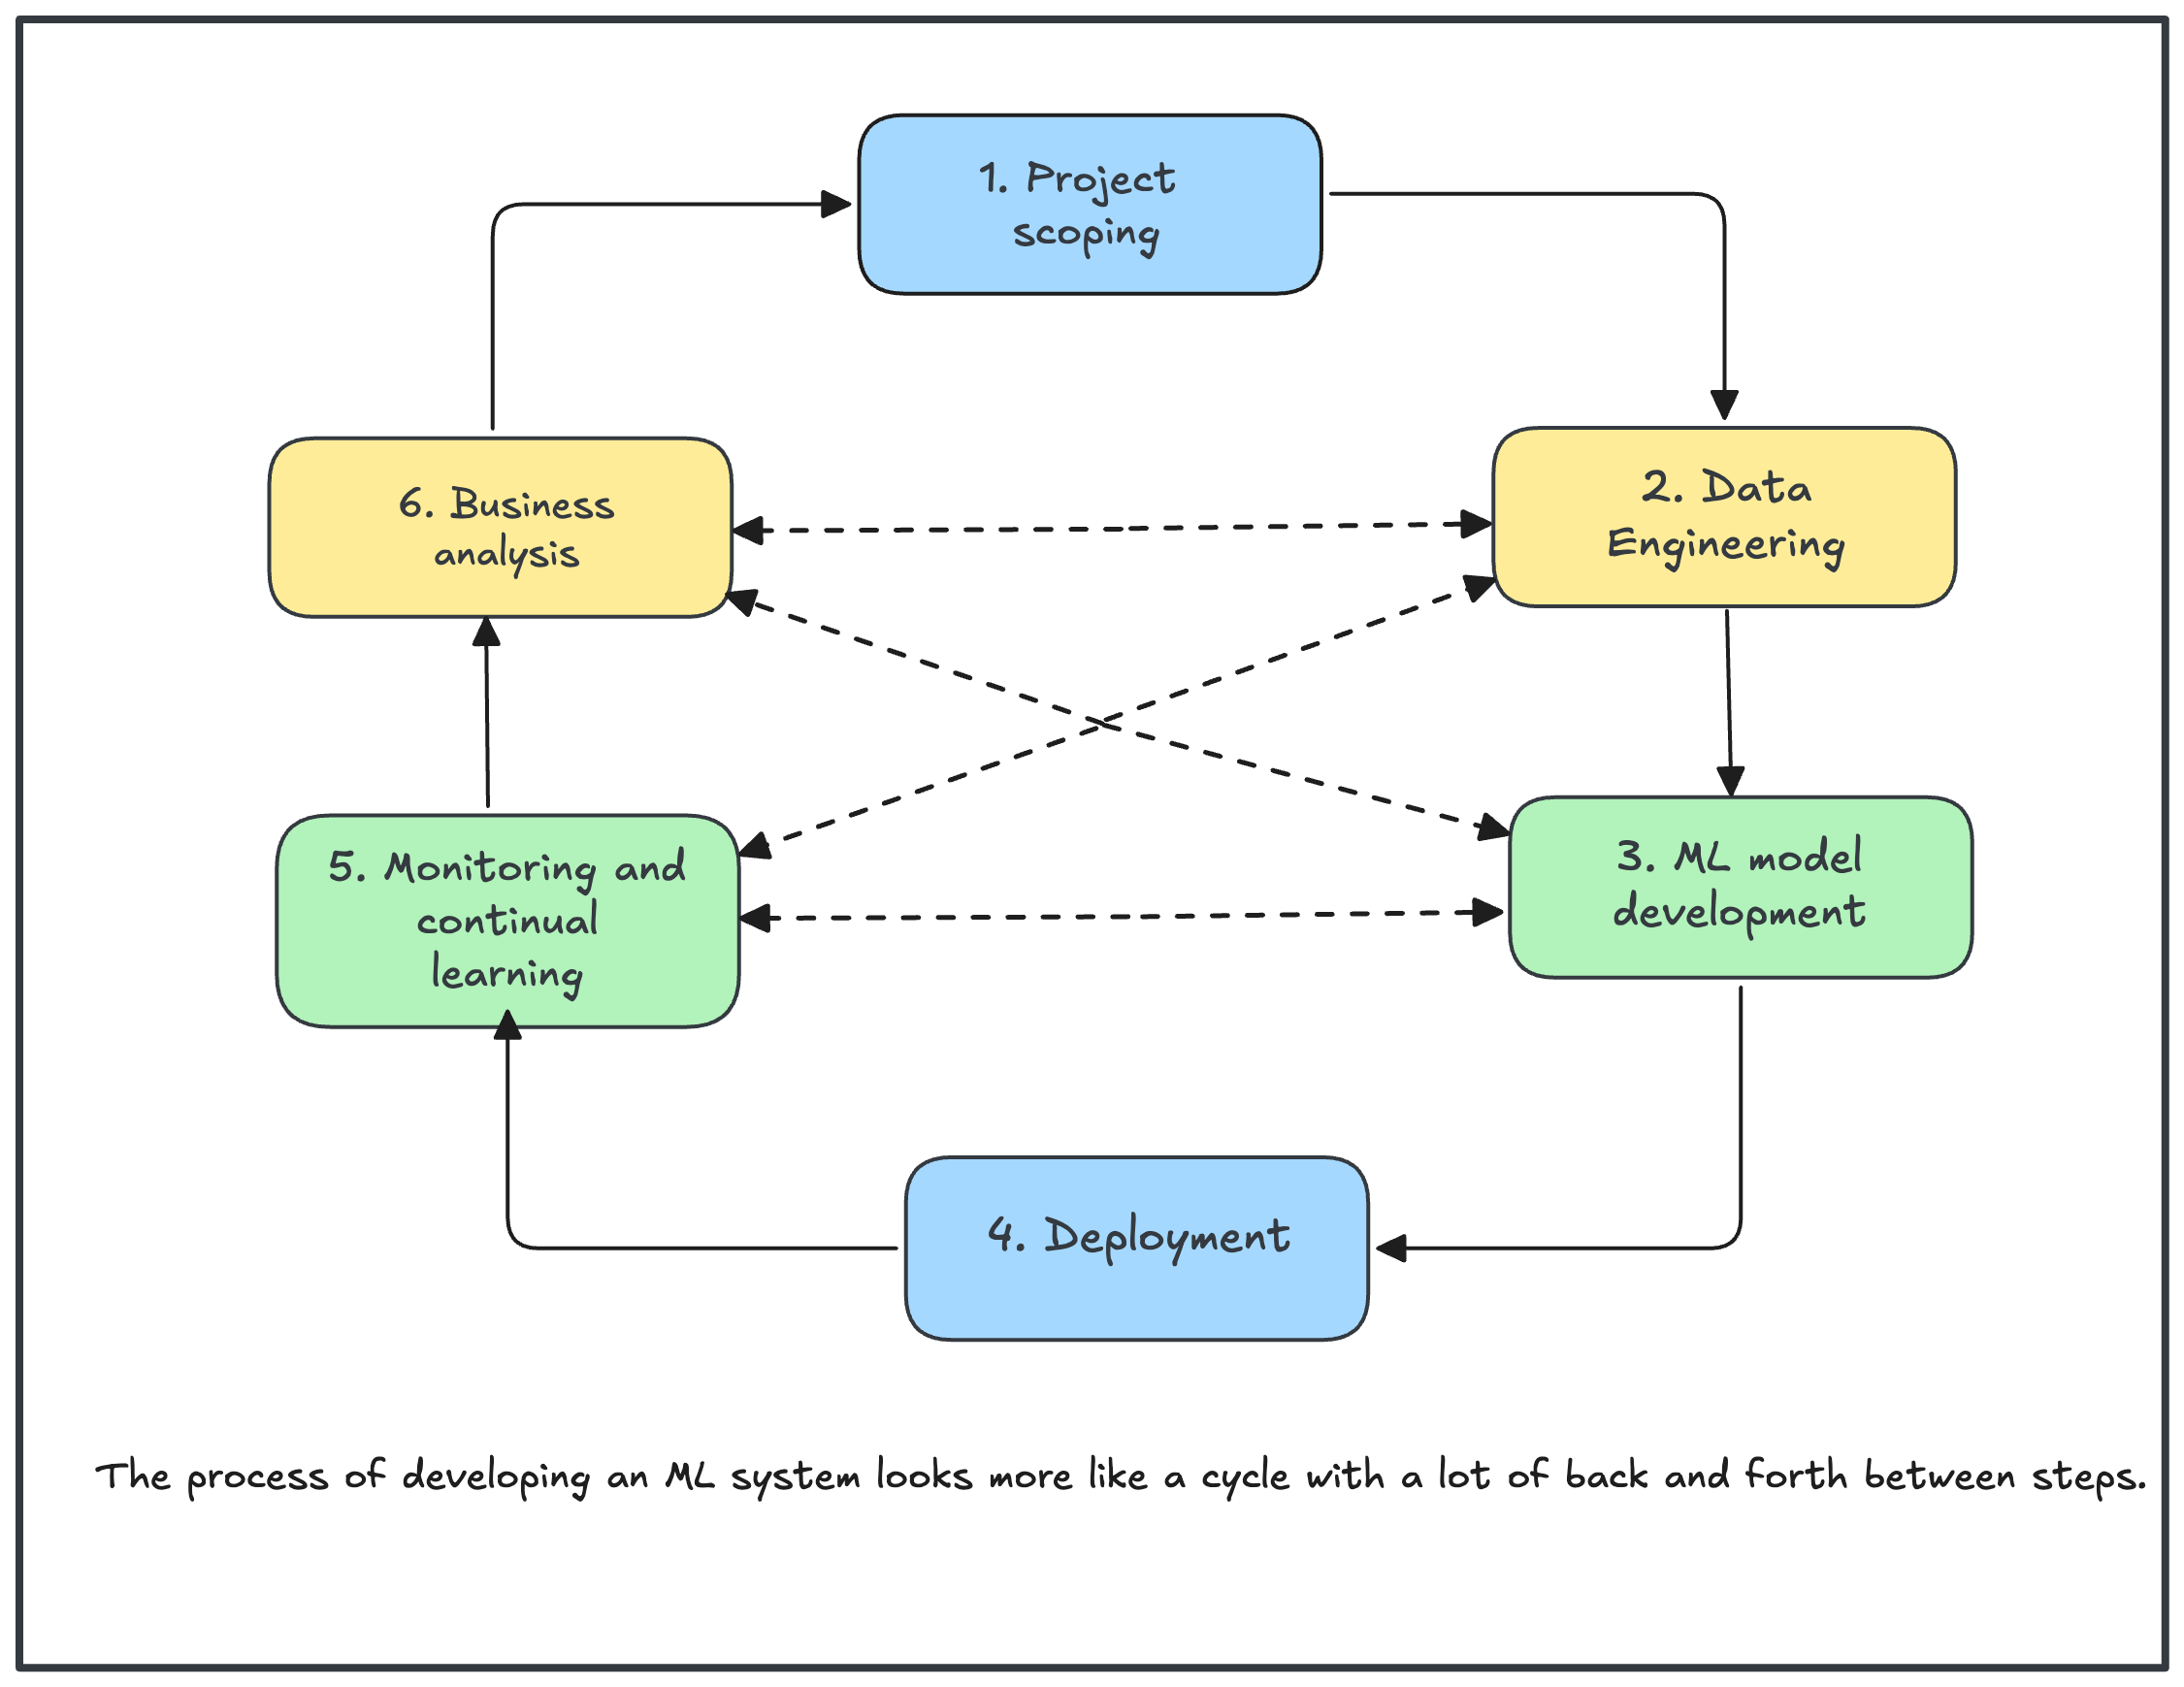 1. Project
scoping
2. Data
Engineering
3. ML model
development
4. Deployment
5. Monitoring and
continual
learning
6. Business
analysis
The process of developing an ML system looks more like a cycle with a lot of back and forth between steps.